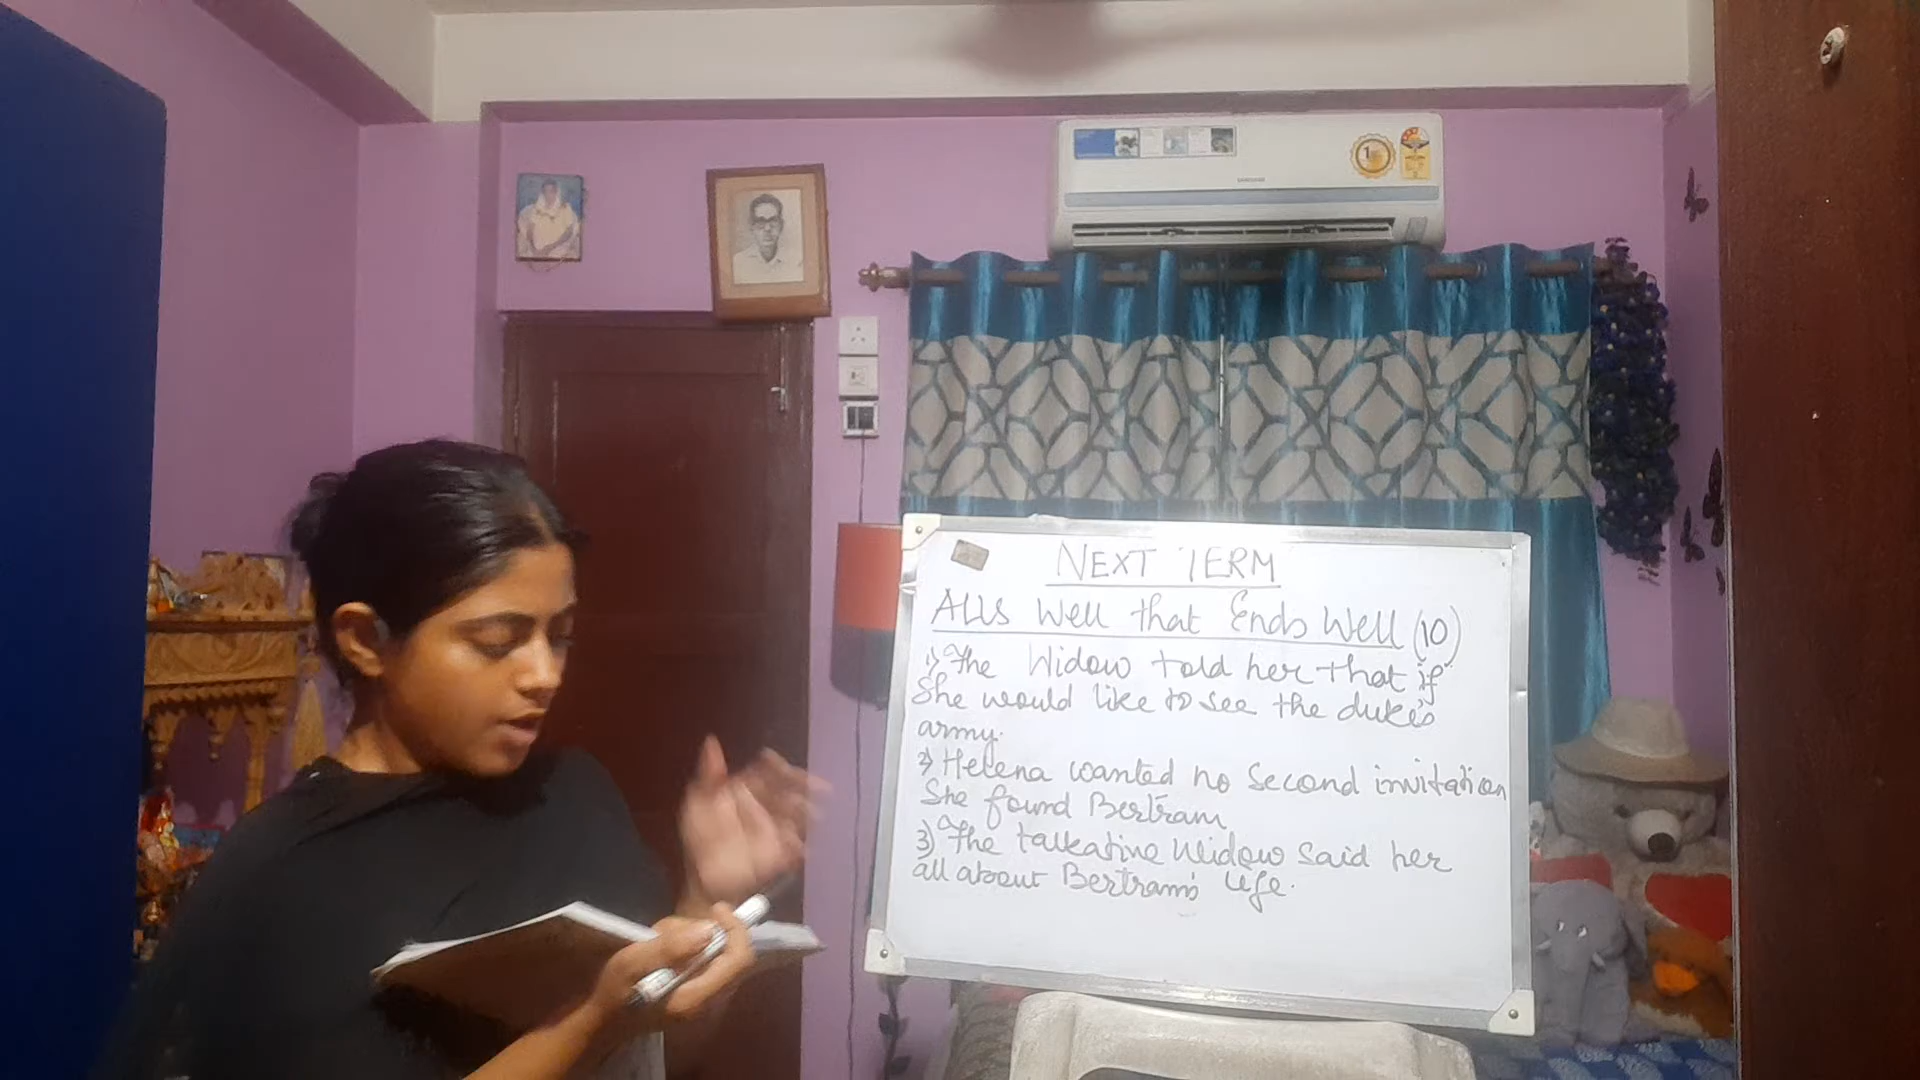 NEXT TERM
ALLS Well that Ends Well (10)
1) The Widow told her that if
She would like to see the duke's
army.
2) Helena wanted no Second invitation
She found Bertram
3) The talkative Widow Said her
all about Bertram's life.